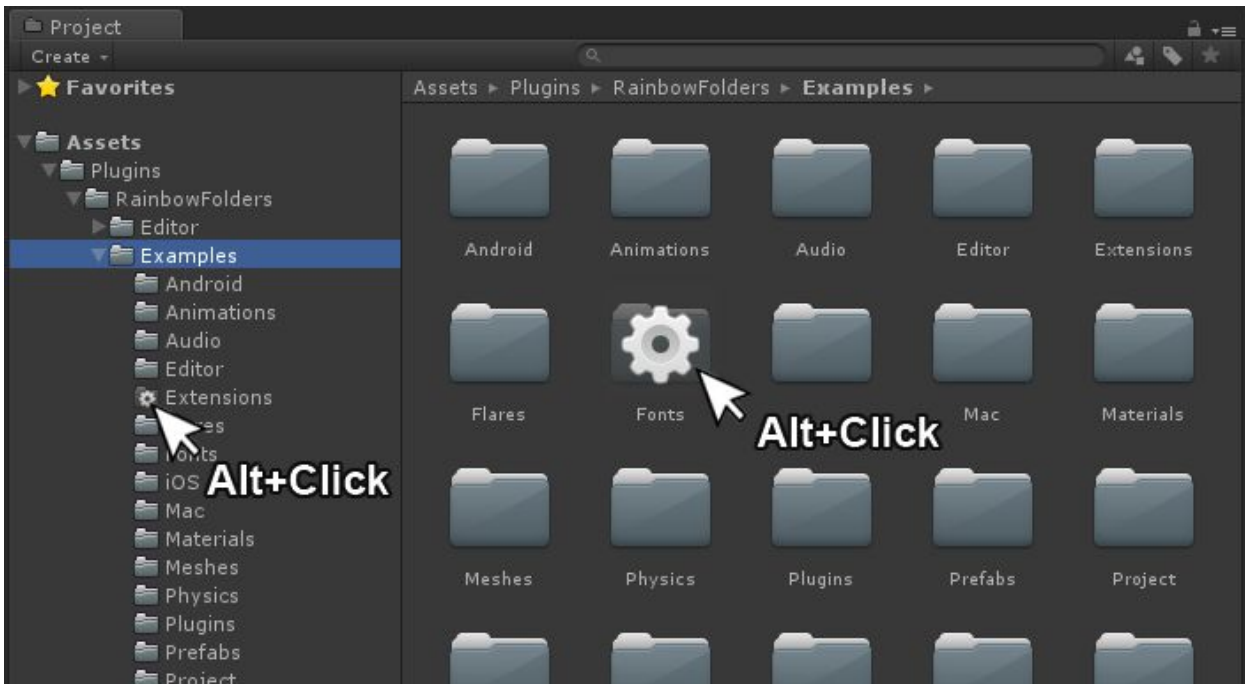 Project
Create
Favorites
Assets
Plugins
RainbowFolders
Editor
Examples
Android
Animations
Audio
Editor
Extensions
iOS
Mac
Materials
Meshes
Physics
Plugins
Prefabs
Project
Alt+Click
Assets ▸ Plugins ▸ RainbowFolders ▸ Examples ▸
Android Animations Audio Editor Extensions
Flares Fonts Mac Materials
Alt+Click
Meshes Physics Plugins Prefabs Project